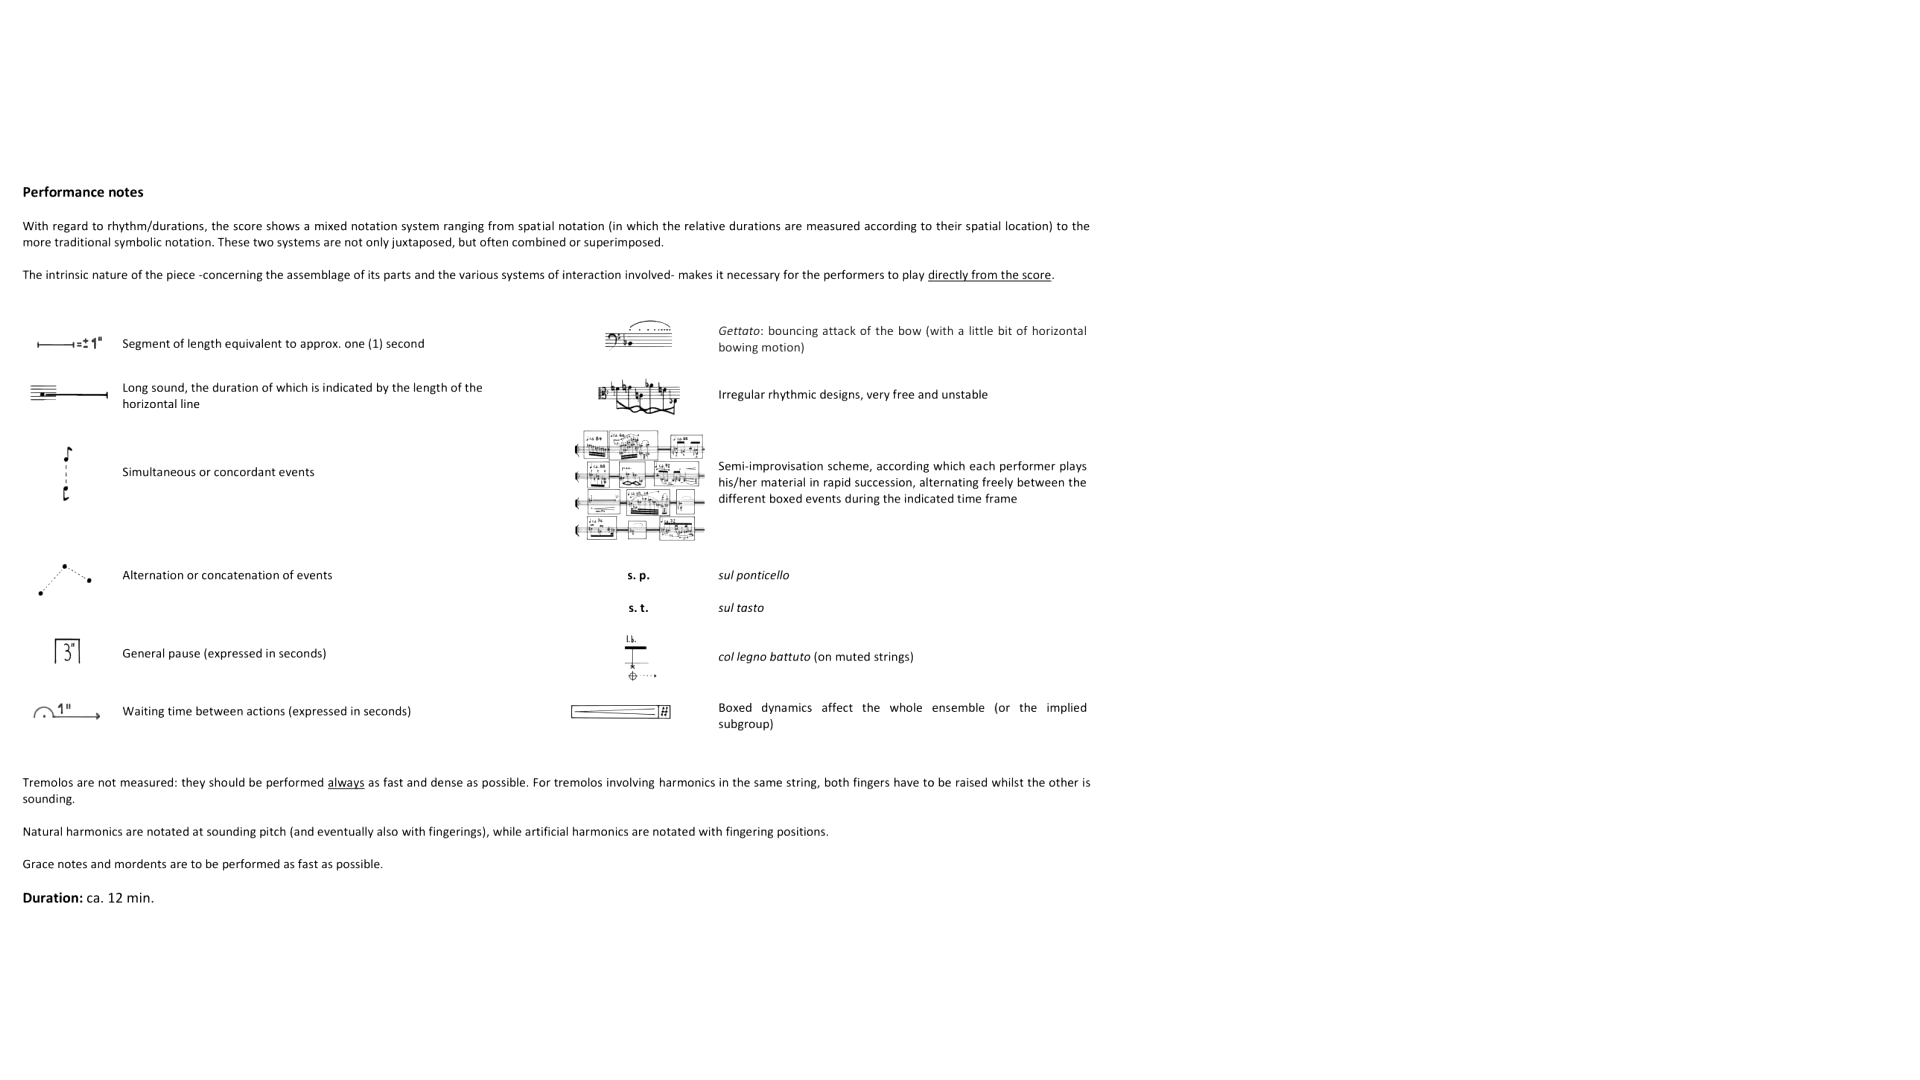 Performance notes
With regard to rhythm/durations, the score shows a mixed notation system ranging from spatial notation (in which the relative durations are measured according to their spatial location) to the
more traditional symbolic notation. These two systems are not only juxtaposed, but often combined or superimposed.
The intrinsic nature of the piece -concerning the assemblage of its parts and the various systems of interaction involved- makes it necessary for the performers to play directly from the score.
=±1"
Segment of length equivalent to approx. one (1) second
Long sound, the duration of which is indicated by the length of the
horizontal line
Simultaneous or concordant events
Alternation or concatenation of events
3"
General pause (expressed in seconds)
1"
Waiting time between actions (expressed in seconds)
Gettato: bouncing attack of the bow (with a little bit of horizontal
bowing motion)
Irregular rhythmic designs, very free and unstable
Semi-improvisation scheme, according which each performer plays
his/her material in rapid succession, alternating freely between the
different boxed events during the indicated time frame
s. p.
sul ponticello
s. t.
sul tasto
l.b.
col legno battuto (on muted strings)
Boxed dynamics affect the whole ensemble (or the implied
subgroup)
Tremolos are not measured: they should be performed always as fast and dense as possible. For tremolos involving harmonics in the same string, both fingers have to be raised whilst the other is
sounding.
Natural harmonics are notated at sounding pitch (and eventually also with fingerings), while artificial harmonics are notated with fingering positions.
Grace notes and mordents are to be performed as fast as possible.
Duration: ca. 12 min.